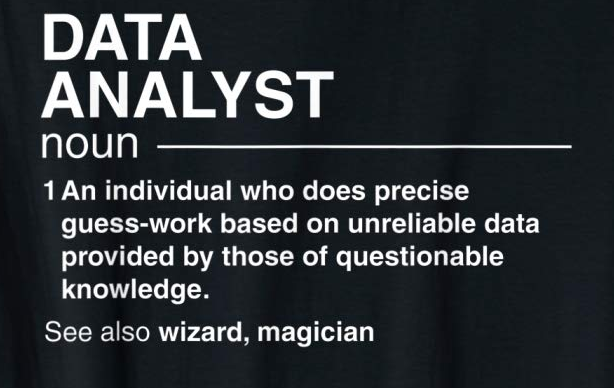 DATA
ANALYST
noun
1 An individual who does precise
guess-work based on unreliable data
provided by those of questionable
knowledge.
See also wizard, magician